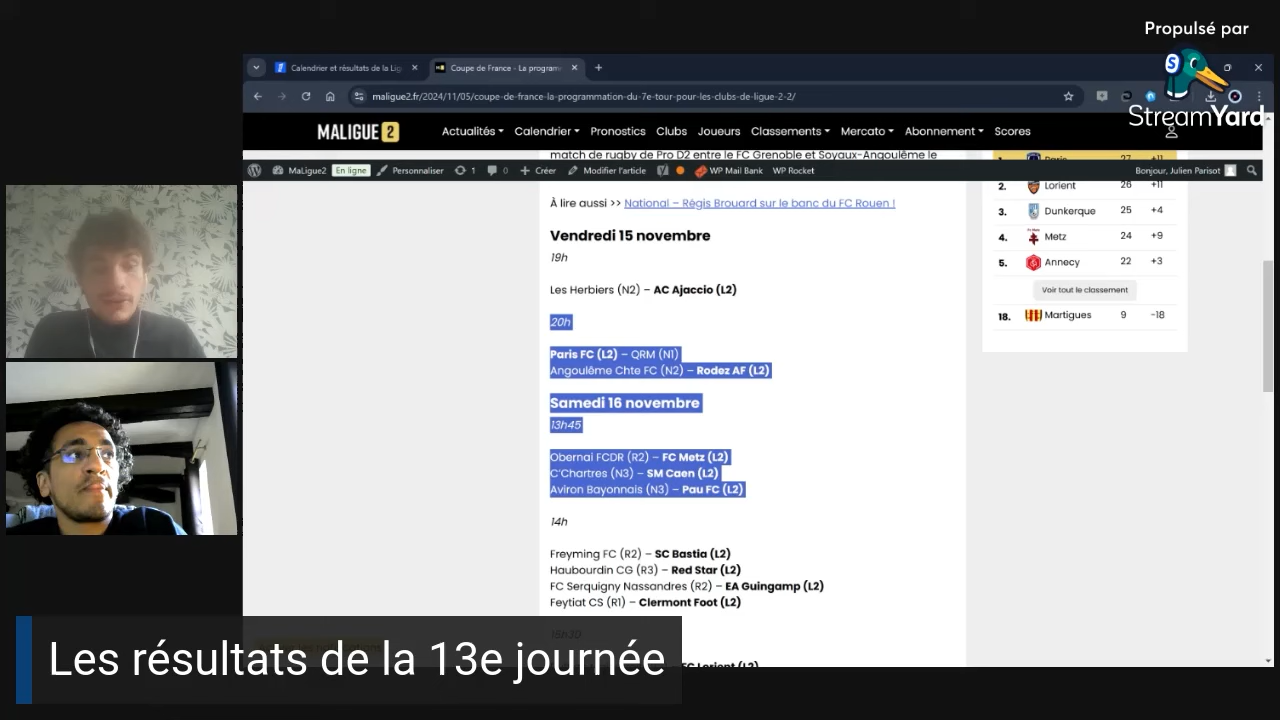 Propulsé par
StreamYard
Calendrier et résultats de la Lig
Coupe de France - La programm
maligue2.fr/2024/11/05/coupe-de-france-la-programmation-du-7e-tour-pour-les-clubs-de-ligue-2-2/
MALIGUE 2
Actualités Calendrier Pronostics Clubs Joueurs Classements Mercato Abonnement Scores
match de rugby de Pro D2 entre le FC Grenoble et Soyaux-Angoulême le
MaLigue2 En ligne Personnaliser 1 0 Créer Modifier l'article WP Mail Bank WP Rocket Bonjour, Julien Parisot
À lire aussi >> National – Régis Brouard sur le banc du FC Rouen !
Vendredi 15 novembre
19h
Les Herbiers (N2) – AC Ajaccio (L2)
20h
Paris FC (L2) – QRM (N1)
Angoulême Chte FC (N2) – Rodez AF (L2)
Samedi 16 novembre
13h45
Obernai FCDR (R2) – FC Metz (L2)
C'Chartres (N3) – SM Caen (L2)
Aviron Bayonnais (N3) – Pau FC (L2)
14h
Freyming FC (R2) – SC Bastia (L2)
Haubourdin CG (R3) – Red Star (L2)
FC Serquigny Nassandres (R2) – EA Guingamp (L2)
Feytiat CS (R1) – Clermont Foot (L2)
FC Lorient (L2)
1. Paris 27 +11
2. Lorient 26 +11
3. Dunkerque 25 +4
4. Metz 24 +9
5. Annecy 22 +3
Voir tout le classement
18. Martigues 9 -18
Les résultats de la 13e journée